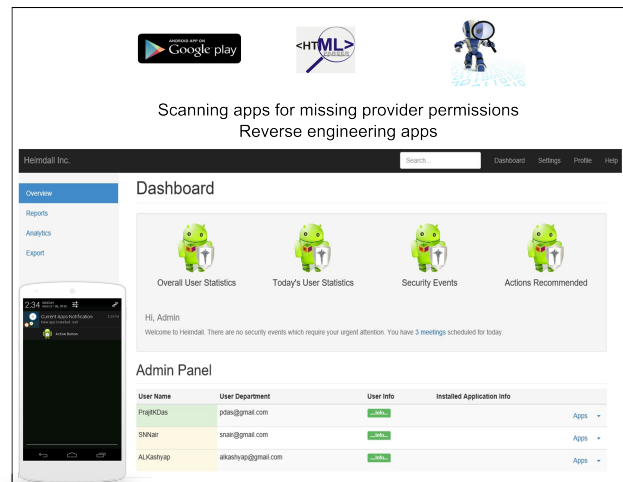 ANDROID APP ON
Google play
<HTML>
PARSER
Scanning apps for missing provider permissions
Reverse engineering apps
Heimdall Inc.
Search...
Dashboard Settings Profile Help
Overview
Reports
Analytics
Export
Dashboard
Overall User Statistics
Today's User Statistics
Security Events
Actions Recommended
Hi, Admin
Welcome to Heimdall. There are no security events which require your urgent attention. You have 3 meetings scheduled for today.
2:34
Current Apps Notification
New app installed: null
Active Button
Admin Panel
User Name User Department User Info Installed Application Info
PrajitKDas pdas@gmail.com ...Info... Apps
SNNair snair@gmail.com ...Info... Apps
ALKashyap alkashyap@gmail.com ...Info... Apps